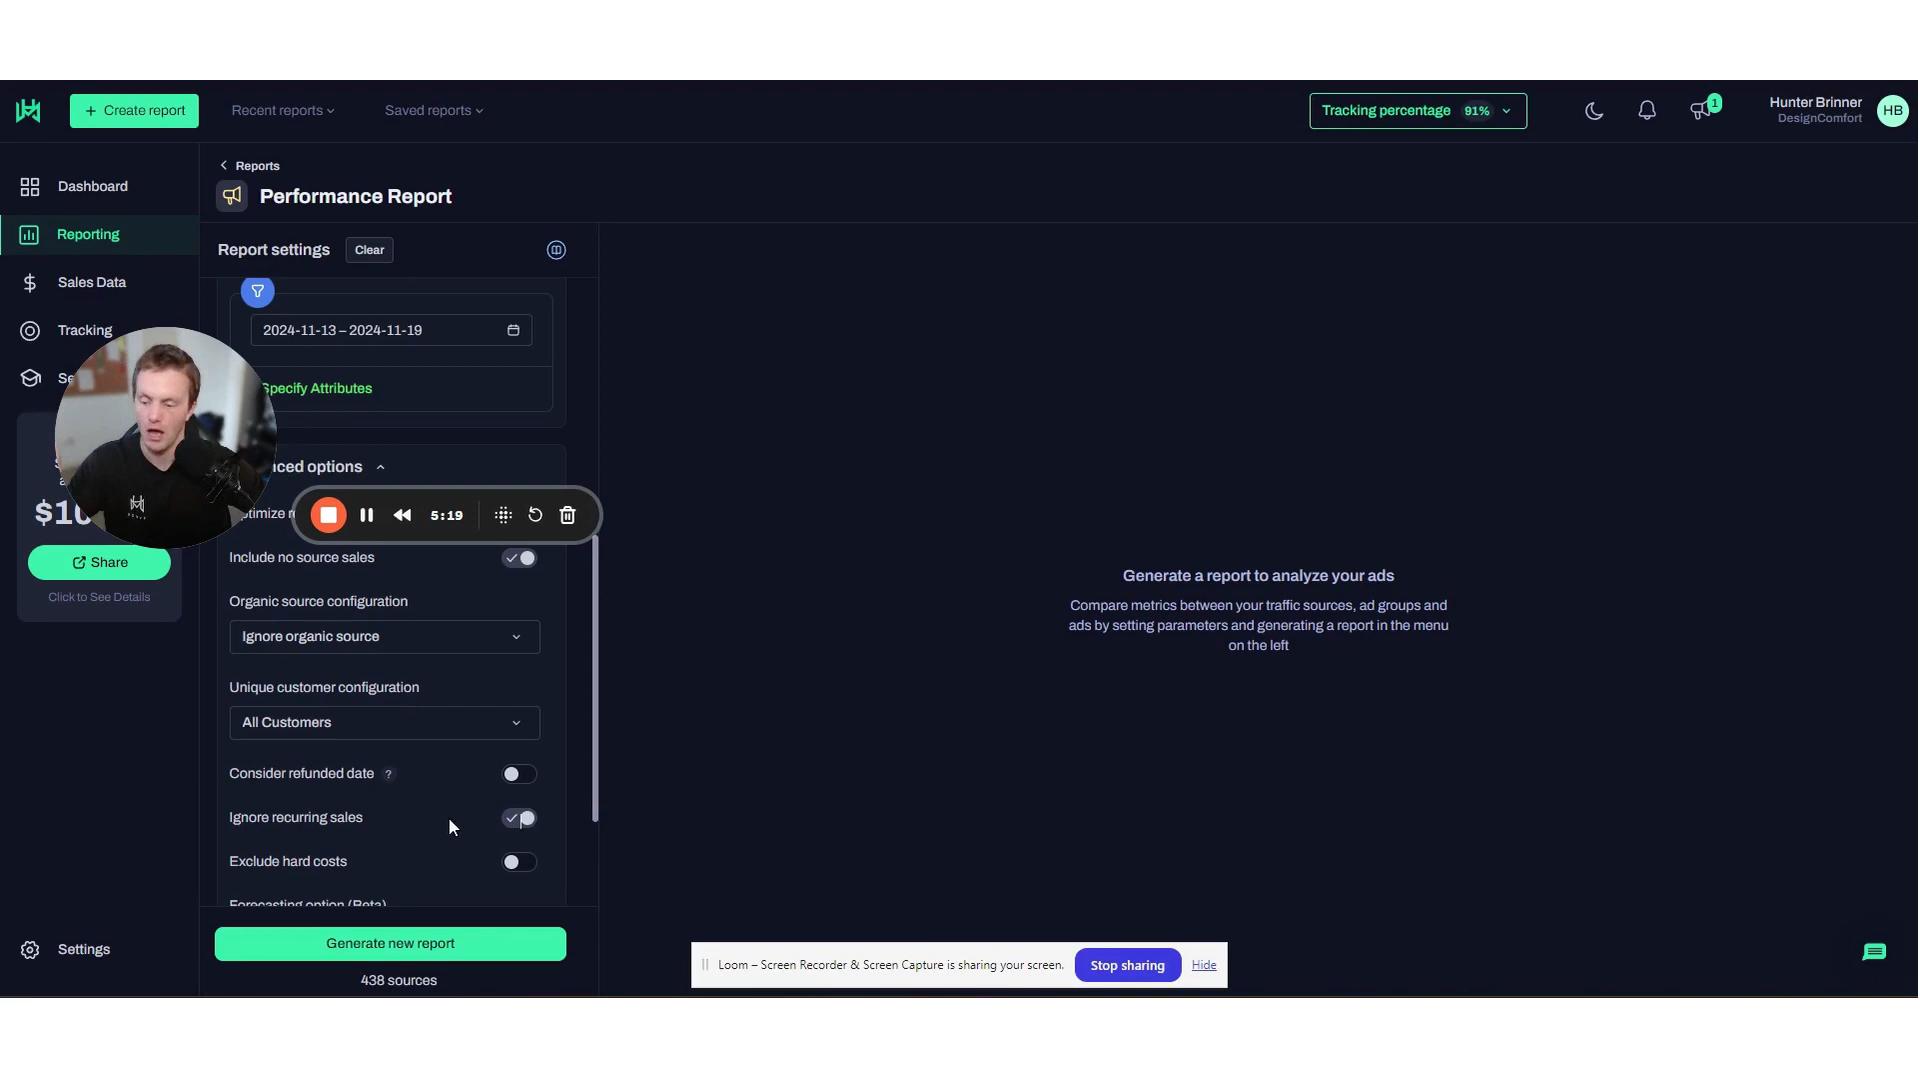 + Create report
Recent reports
Saved reports
Tracking percentage 91%
1
Hunter Brinner
DesignComfort
HB
Reports
Performance Report
Dashboard
Reporting
Sales Data
Tracking
Report settings
Clear
2024-11-13 – 2024-11-19
Specify Attributes
options
5:19
Include no source sales
Organic source configuration
Ignore organic source
Unique customer configuration
All Customers
Consider refunded date ?
Ignore recurring sales
Exclude hard costs
Forecasting option (Beta)
Share
Click to See Details
Settings
Generate new report
438 sources
Generate a report to analyze your ads
Compare metrics between your traffic sources, ad groups and
ads by setting parameters and generating a report in the menu
on the left
Loom – Screen Recorder & Screen Capture is sharing your screen.
Stop sharing
Hide